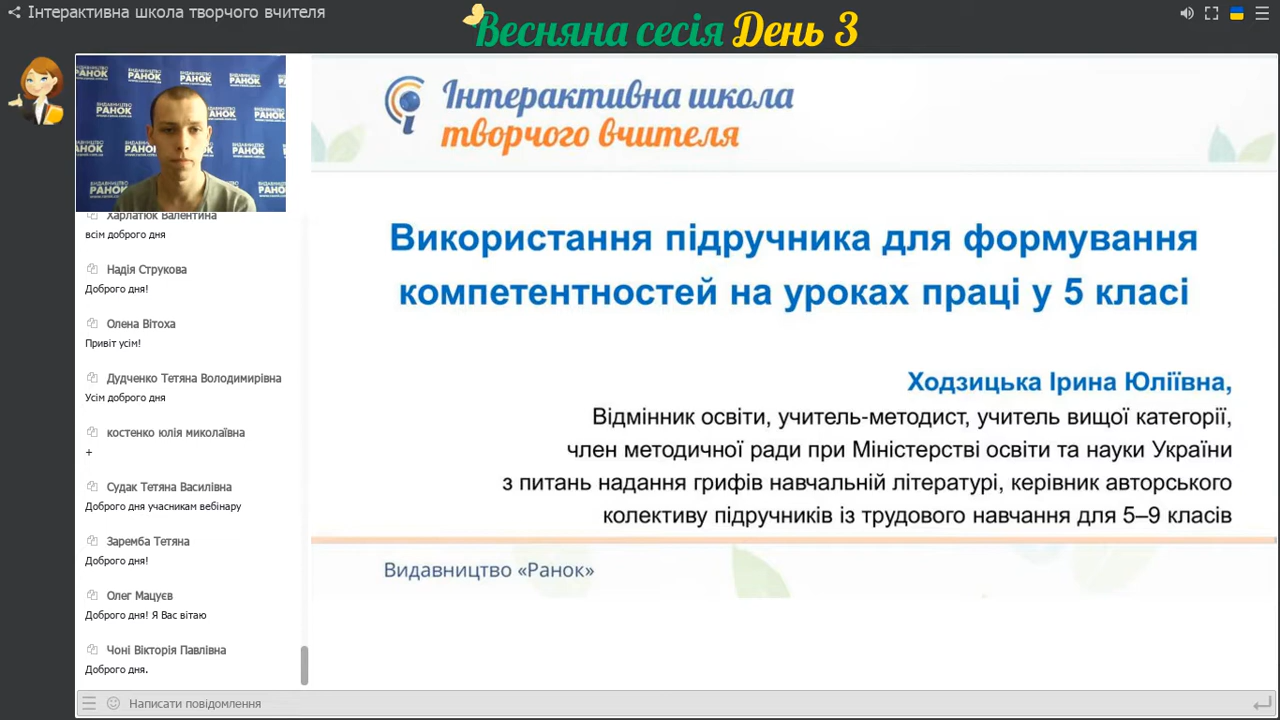 Інтерактивна школа творчого вчителя
Весняна сесія День 3
ВИДАВНИЦТВО
РАНОК
Харлатюк Валентина
всім доброго дня
Надія Струкова
Доброго дня!
Олена Вітоха
Привіт усім!
Дудченко Тетяна Володимирівна
Усім доброго дня
костенко юлія миколаївна
+
Судак Тетяна Василівна
Доброго дня учасникам вебінару
Заремба Тетяна
Доброго дня!
Олег Мацуєв
Доброго дня! Я Вас вітаю
Чоні Вікторія Павлівна
Доброго дня.
Написати повідомлення
Інтерактивна школа
творчого вчителя
Використання підручника для формування
компетентностей на уроках праці у 5 класі
Ходзицька Ірина Юліївна,
Відмінник освіти, учитель-методист, учитель вищої категорії,
член методичної ради при Міністерстві освіти та науки України
з питань надання грифів навчальній літературі, керівник авторського
колективу підручників із трудового навчання для 5–9 класів
Видавництво «Ранок»